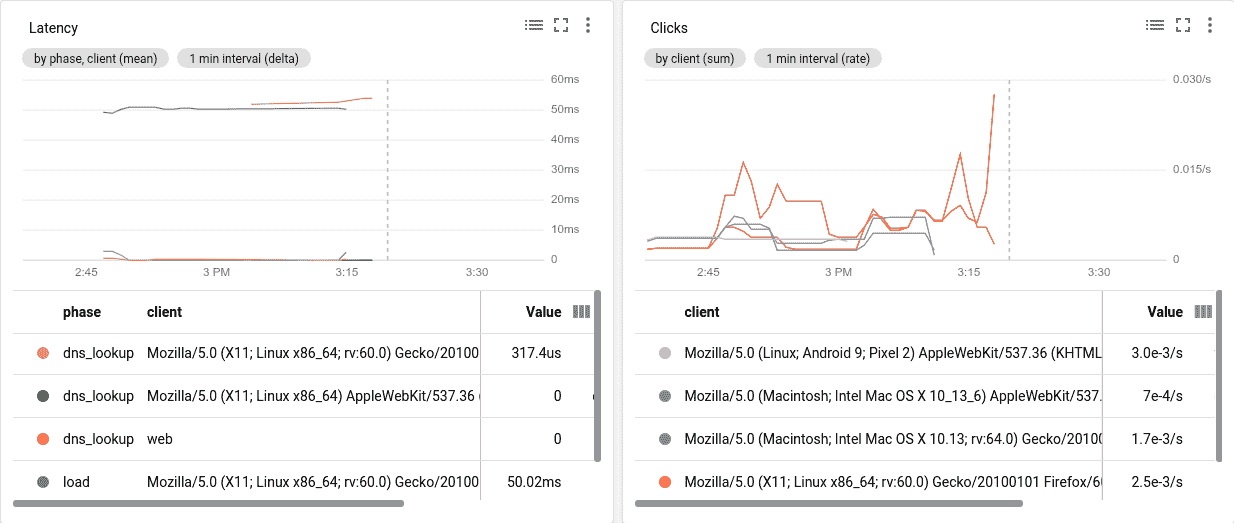 Latency
by phase, client (mean) 1 min interval (delta)
60ms
50ms
40ms
30ms
20ms
10ms
0
2:45 3 PM 3:15 3:30
phase client Value
dns_lookup Mozilla/5.0 (X11; Linux x86_64; rv:60.0) Gecko/20100 317.4us
dns_lookup Mozilla/5.0 (X11; Linux x86_64) AppleWebKit/537.36 0
dns_lookup web 0
load Mozilla/5.0 (X11; Linux x86_64; rv:60.0) Gecko/20100 50.02ms
Clicks
by client (sum) 1 min interval (rate)
0.030/s
0.015/s
0
2:45 3 PM 3:15 3:30
client Value
Mozilla/5.0 (Linux; Android 9; Pixel 2) AppleWebKit/537.36 (KHTML 3.0e-3/s
Mozilla/5.0 (Macintosh; Intel Mac OS X 10_13_6) AppleWebKit/537. 7e-4/s
Mozilla/5.0 (Macintosh; Intel Mac OS X 10.13; rv:64.0) Gecko/20100 1.7e-3/s
Mozilla/5.0 (X11; Linux x86_64; rv:60.0) Gecko/20100101 Firefox/60 2.5e-3/s